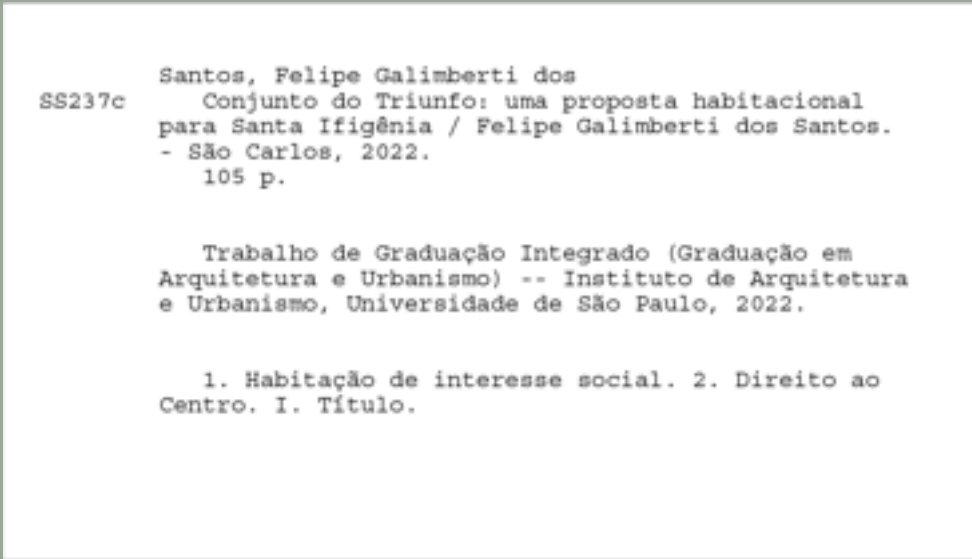 Santos, Felipe Galimberti dos
SS237c Conjunto do Triunfo: uma proposta habitacional
para Santa Ifigênia / Felipe Galimberti dos Santos.
- São Carlos, 2022.
105 p.
Trabalho de Graduação Integrado (Graduação em
Arquitetura e Urbanismo) -- Instituto de Arquitetura
e Urbanismo, Universidade de São Paulo, 2022.
1. Habitação de interesse social. 2. Direito ao
Centro. I. Título.